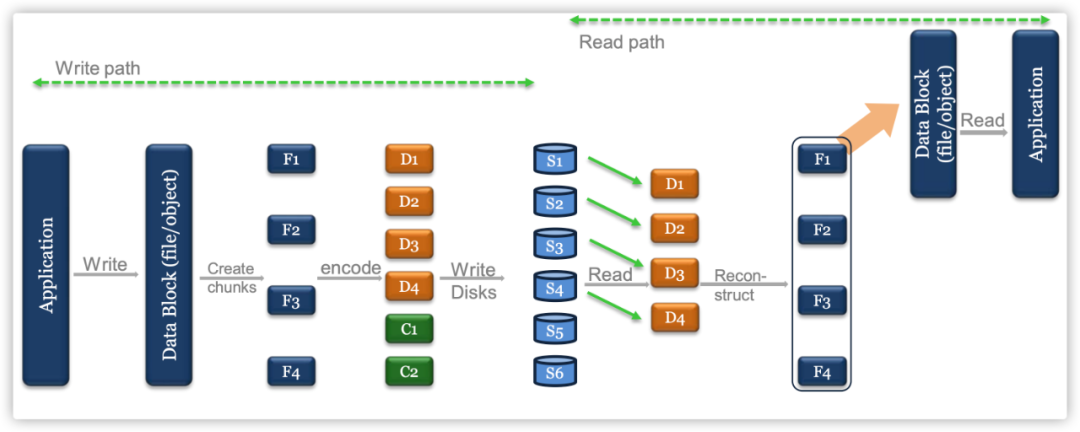 Write path
Read path
Application
Write
Data Block (file/object)
Create
chunks
F1
F2
F3
F4
encode
D1
D2
D3
D4
C1
C2
Write
Disks
S1
S2
S3
S4
S5
S6
Read
D1
D2
D3
D4
Recon-
struct
F1
F2
F3
F4
Data Block
(file/object)
Read
Application